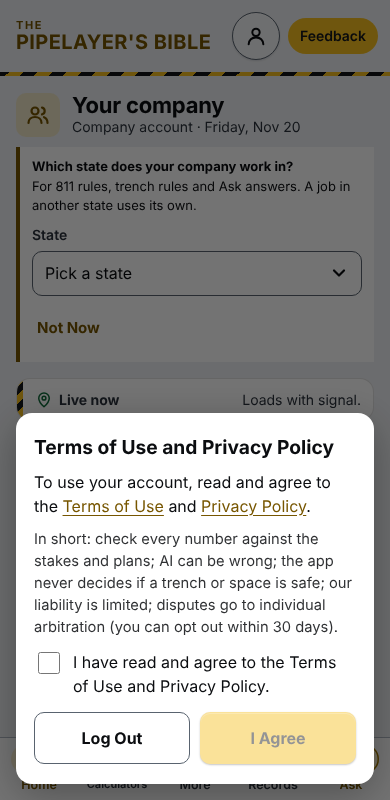 THE
PIPELAYER'S BIBLE
Feedback
Your company
Company account · Friday, Nov 20
Which state does your company work in?
For 811 rules, trench rules and Ask answers. A job in
another state uses its own.
State
Pick a state
Not Now
Live now
Loads with signal.
Terms of Use and Privacy Policy
To use your account, read and agree to
the Terms of Use and Privacy Policy.
In short: check every number against the
stakes and plans; AI can be wrong; the app
never decides if a trench or space is safe; our
liability is limited; disputes go to individual
arbitration (you can opt out within 30 days).
I have read and agree to the Terms
of Use and Privacy Policy.
Log Out
I Agree
Home
Calculators
More
Records
Ask